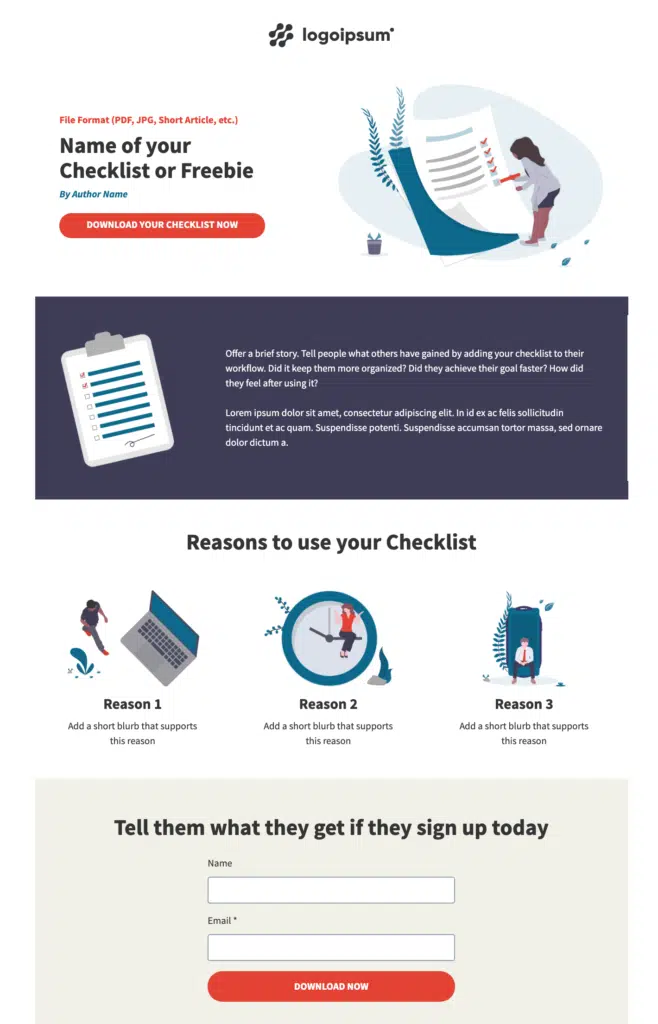 logoipsum
File Format (PDF, JPG, Short Article, etc.)
Name of your
Checklist or Freebie
By Author Name
DOWNLOAD YOUR CHECKLIST NOW
Offer a brief story. Tell people what others have gained by adding your checklist to their
workflow. Did it keep them more organized? Did they achieve their goal faster? How did
they feel after using it?
Lorem ipsum dolor sit amet, consectetur adipiscing elit. In id ex ac felis sollicitudin
tincidunt et ac quam. Suspendisse potenti. Suspendisse accumsan tortor massa, sed ornare
dolor dictum a.
Reasons to use your Checklist
Reason 1
Add a short blurb that supports
this reason
Reason 2
Add a short blurb that supports
this reason
Reason 3
Add a short blurb that supports
this reason
Tell them what they get if they sign up today
Name
Email *
DOWNLOAD NOW